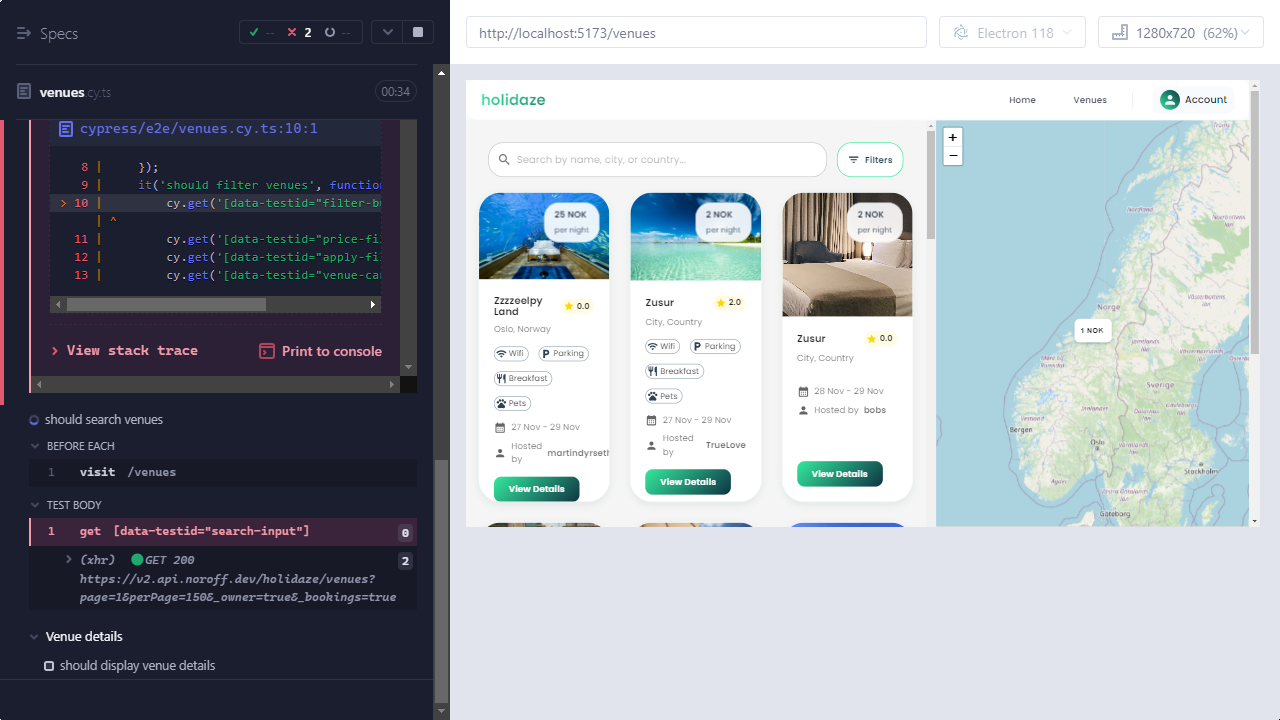 Specs
--
2
--
http://localhost:5173/venues
Electron 118
1280x720 (62%)
venues.cy.ts
00:34
cypress/e2e/venues.cy.ts:10:1
8 | });
9 | it('should filter venues', function
> 10 | cy.get('[data-testid="filter-bu
| ^
11 | cy.get('[data-testid="price-fil
12 | cy.get('[data-testid="apply-fil
13 | cy.get('[data-testid="venue-car
View stack trace
Print to console
should search venues
BEFORE EACH
1 visit /venues
TEST BODY
1 get [data-testid="search-input"] 0
(xhr) GET 200 2
https://v2.api.noroff.dev/holidaze/venues?
page=1&perPage=150&_owner=true&_bookings=true
Venue details
should display venue details
holidaze
Home
Venues
Account
Search by name, city, or country...
Filters
25 NOK
per night
Zzzzeelpy
Land
0.0
Oslo, Norway
Wifi
Parking
Breakfast
Pets
27 Nov - 29 Nov
Hosted
by
martindyrseth
View Details
2 NOK
per night
Zusur
2.0
City, Country
Wifi
Parking
Breakfast
Pets
27 Nov - 29 Nov
Hosted
by
TrueLove
View Details
2 NOK
per night
Zusur
0.0
City, Country
28 Nov - 29 Nov
Hosted by bobs
View Details
+
−
Norge
1 NOK
Sverige
Bergen
Oslo
Stockholm
Göteborg